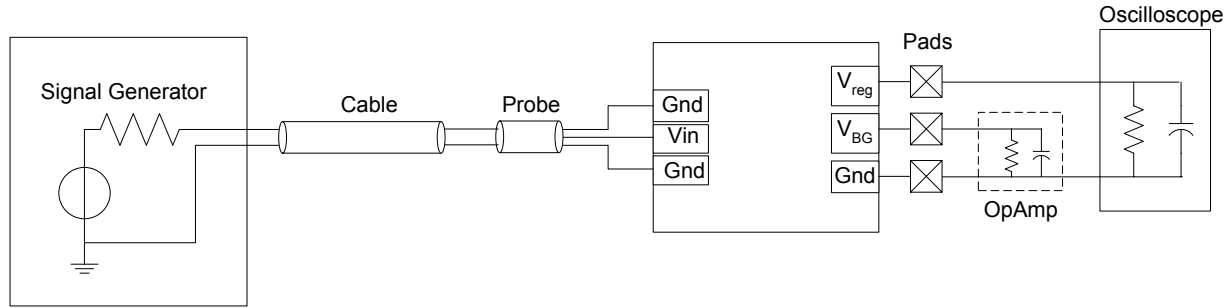 Oscilloscope
Pads
Signal Generator
Cable
Probe
Gnd
Vin
Gnd
Vreg
VBG
Gnd
OpAmp